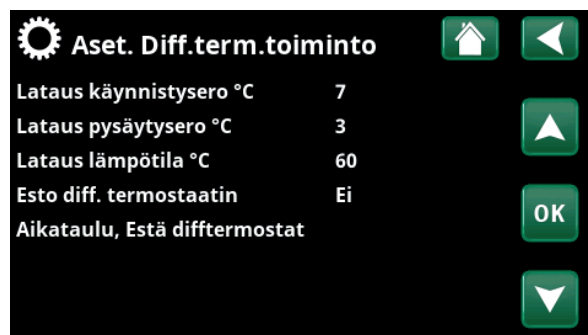 Aset. Diff.term.toiminto
Lataus käynnistysero °C 7
Lataus pysäytysero °C 3
Lataus lämpötila °C 60
Esto diff. termostaatin Ei
OK
Aikataulu, Estä difftermostat